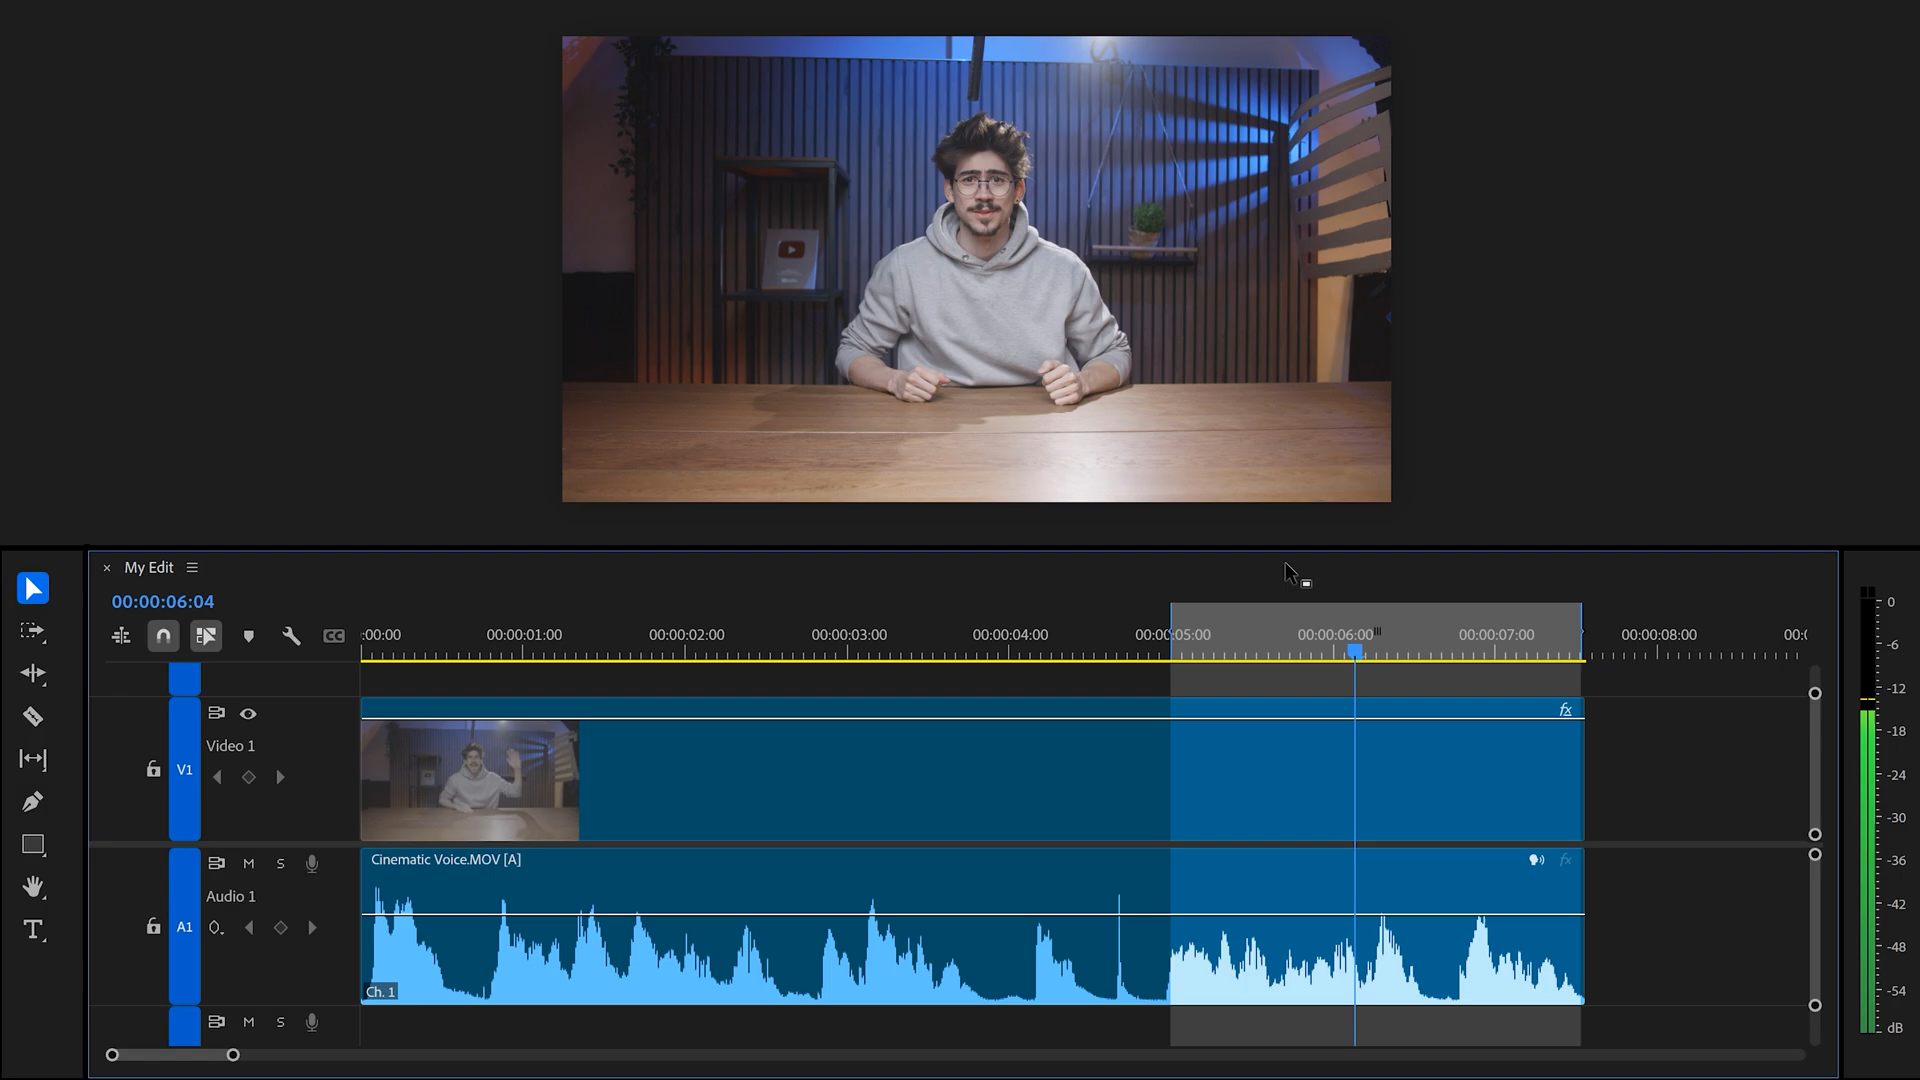 My Edit
00:00:06:04
CC
:00:00
00:00:01:00
00:00:02:00
00:00:03:00
00:00:04:00
00:00:05:00
00:00:06:00
00:00:07:00
00:00:08:00
00:(
fx
V1
Video 1
Cinematic Voice.MOV [A]
fx
M
S
A1
Audio 1
Ch. 1
M
S
T
0
-6
-12
-18
-24
-30
-36
-42
-48
-54
dB